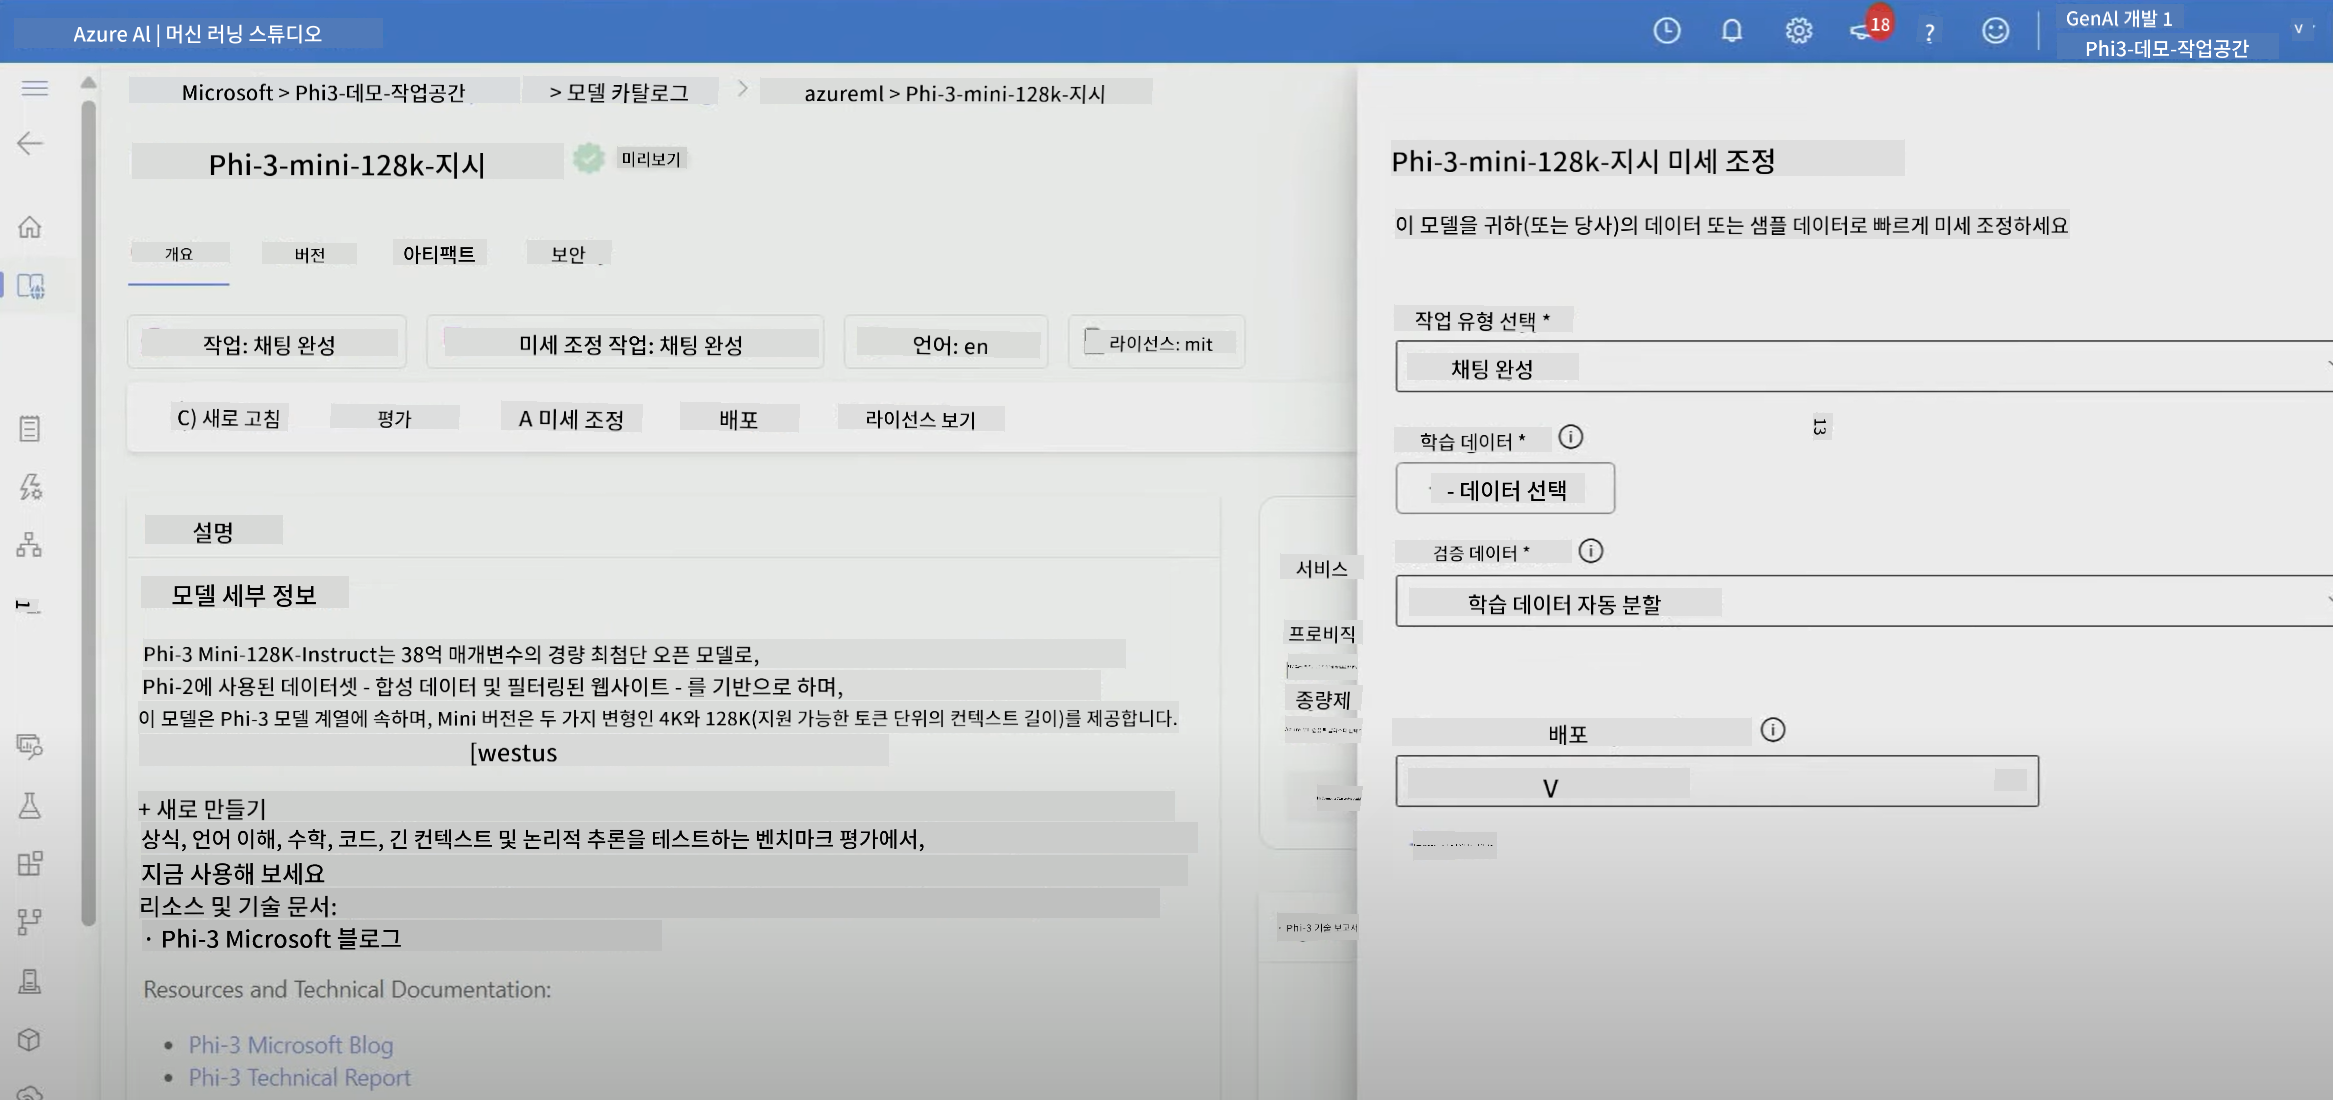 Azure AI | 머신 러닝 스튜디오
18
?
GenAI 개발 1
Phi3-데모-작업공간
v
Microsoft > Phi3-데모-작업공간 > 모델 카탈로그 > azureml > Phi-3-mini-128k-지시
Phi-3-mini-128k-지시 미리보기
개요 버전 아티팩트 보안
작업: 채팅 완성 미세 조정 작업: 채팅 완성 언어: en 라이선스: mit
C) 새로 고침 평가 A 미세 조정 배포 라이선스 보기
설명
모델 세부 정보
Phi-3 Mini-128K-Instruct는 38억 매개변수의 경량 최첨단 오픈 모델로,
Phi-2에 사용된 데이터셋 - 합성 데이터 및 필터링된 웹사이트 - 를 기반으로 하며,
이 모델은 Phi-3 모델 계열에 속하며, Mini 버전은 두 가지 변형인 4K와 128K(지원 가능한 토큰 단위의 컨텍스트 길이)를 제공합니다.
[westus
+ 새로 만들기
상식, 언어 이해, 수학, 코드, 긴 컨텍스트 및 논리적 추론을 테스트하는 벤치마크 평가에서,
지금 사용해 보세요
리소스 및 기술 문서:
· Phi-3 Microsoft 블로그
Resources and Technical Documentation:
• Phi-3 Microsoft Blog
• Phi-3 Technical Report
서비스
프로비직
종량제
· Phi-3 기술 보고서
Phi-3-mini-128k-지시 미세 조정
이 모델을 귀하(또는 당사)의 데이터 또는 샘플 데이터로 빠르게 미세 조정하세요
작업 유형 선택 *
채팅 완성
13
학습 데이터 *
- 데이터 선택
검증 데이터 *
학습 데이터 자동 분할
배포
V